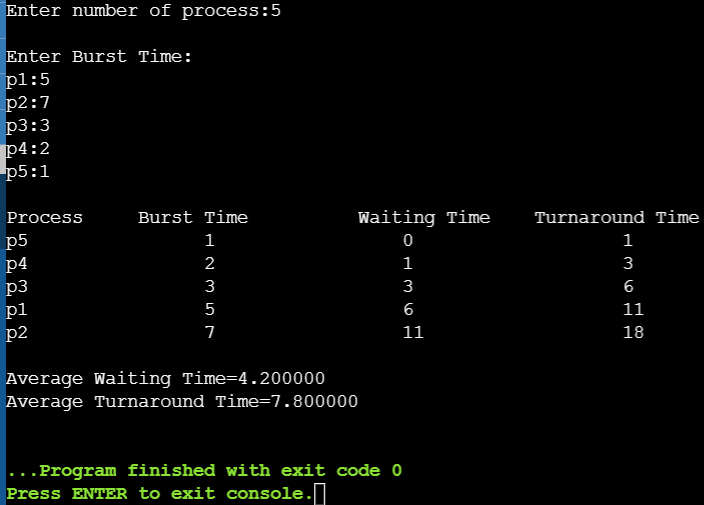 Enter number of process:5
Enter Burst Time:
p1:5
p2:7
p3:3
p4:2
p5:1
Process Burst Time Waiting Time Turnaround Time
p5 1 0 1
p4 2 1 3
p3 3 3 6
p1 5 6 11
p2 7 11 18
Average Waiting Time=4.200000
Average Turnaround Time=7.800000
...Program finished with exit code 0
Press ENTER to exit console.